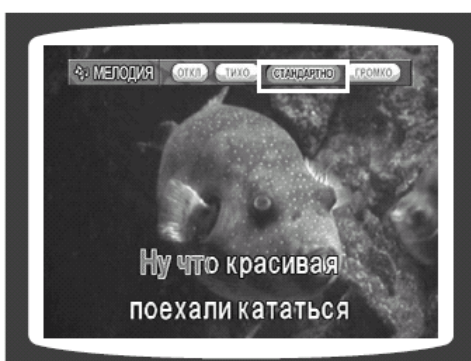 МЕЛОДИЯ ОТКЛ ТИХО СТАНДАРТНО ГРОМКО
Ну что красивая
поехали кататься